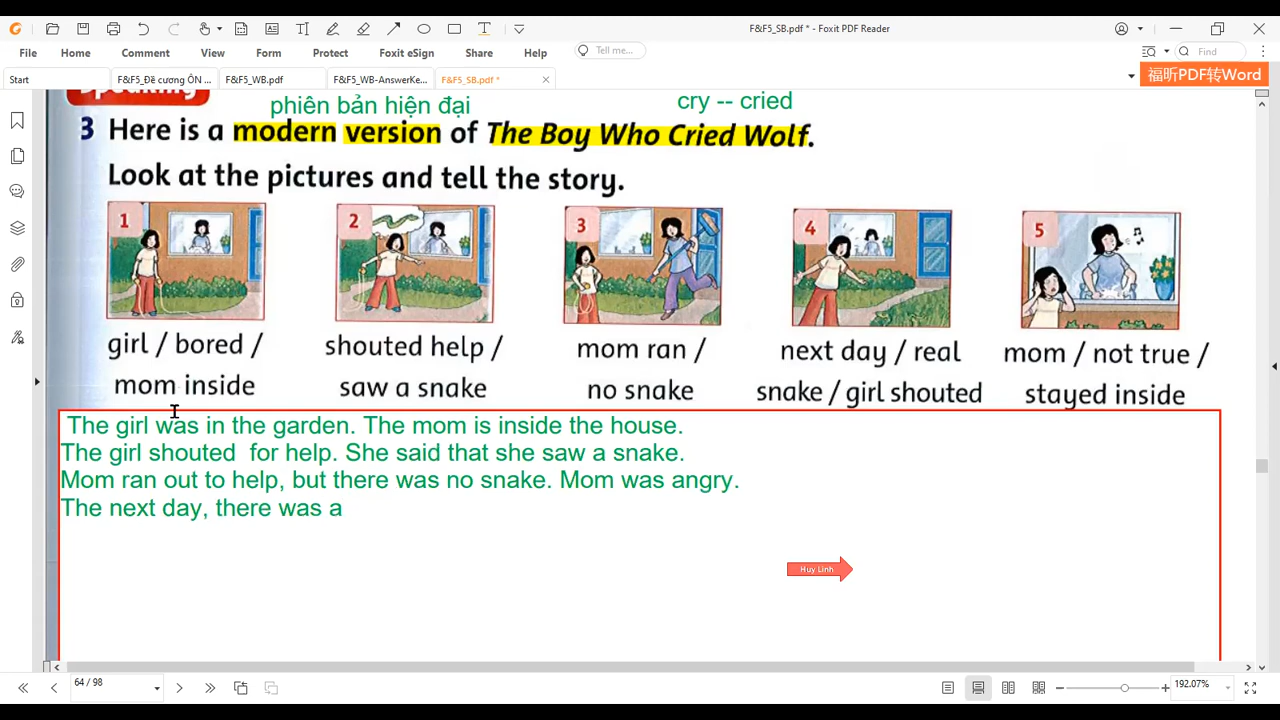 F&F5_SB.pdf * - Foxit PDF Reader
File Home Comment View Form Protect Foxit eSign Share Help Tell me... Find
Start F&F5_Đề cương ÔN ... F&F5_WB.pdf F&F5_WB-AnswerKe... F&F5_SB.pdf * 福昕PDF转Word
Speaking
phiên bản hiện đại cry -- cried
3 Here is a modern version of The Boy Who Cried Wolf.
Look at the pictures and tell the story.
1 2 3 4 5
girl / bored / shouted help / mom ran / next day / real mom / not true /
mom inside saw a snake no snake snake / girl shouted stayed inside
The girl was in the garden. The mom is inside the house.
The girl shouted for help. She said that she saw a snake.
Mom ran out to help, but there was no snake. Mom was angry.
The next day, there was a
Huy Linh
64 / 98 192.07%